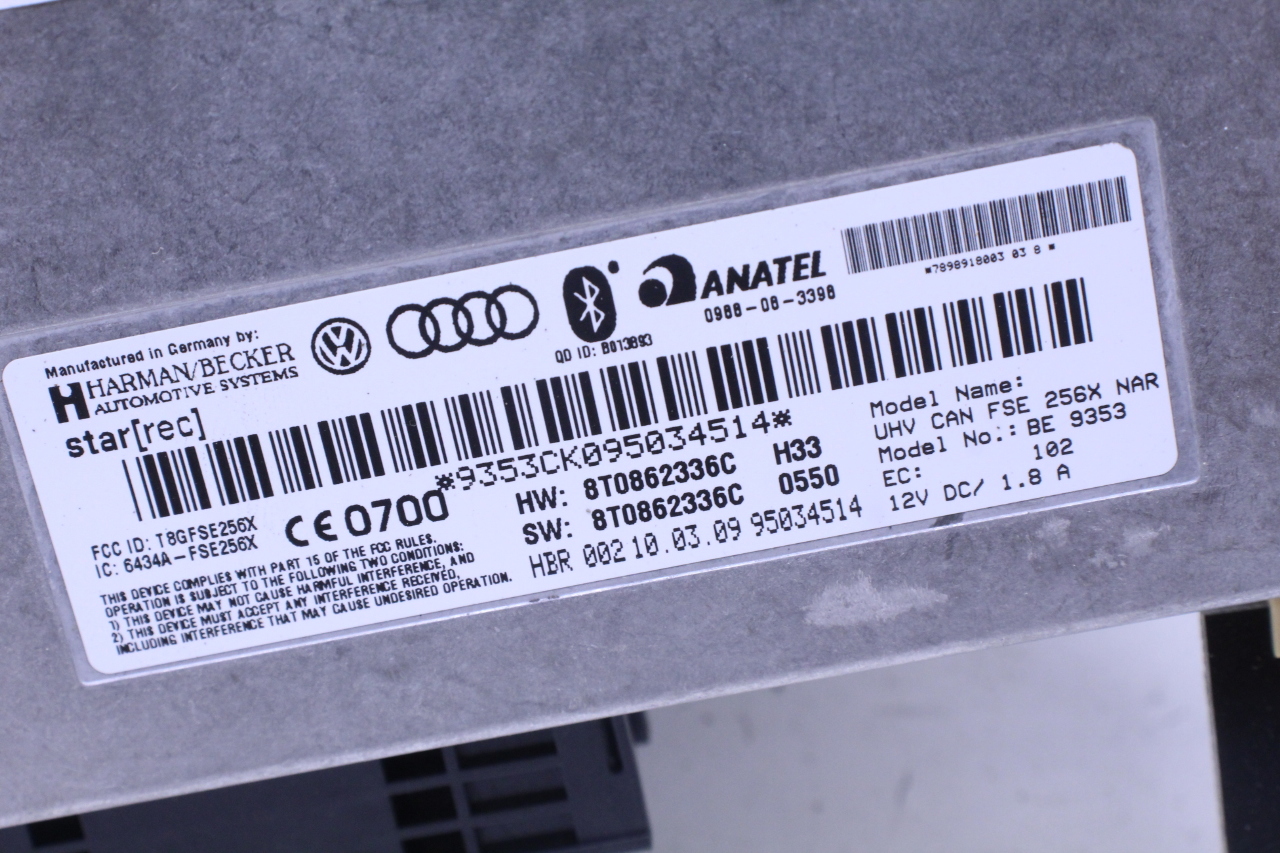 Manufactured in Germany by:
HARMAN/BECKER
AUTOMOTIVE SYSTEMS
star[rec]
QD ID: B013893
ANATEL
0988-08-3398
*7898918003 03 8 *
*9353CK095034514*
FCC ID: T8GFSE256X
IC: 6434A-FSE256X
CE 0700
HW: 8T0862336C H33
SW: 8T0862336C 0550
HBR 002 10.03.09 95034514
Model Name:
UHV CAN FSE 256X NAR
Model No.: BE 9353
EC: 102
12V DC/ 1.8 A
THIS DEVICE COMPLIES WITH PART 15 OF THE FCC RULES.
OPERATION IS SUBJECT TO THE FOLLOWING TWO CONDITIONS:
1) THIS DEVICE MAY NOT CAUSE HARMFUL INTERFERENCE, AND
2) THIS DEVICE MUST ACCEPT ANY INTERFERENCE RECEIVED,
INCLUDING INTERFERENCE THAT MAY CAUSE UNDESIRED OPERATION.